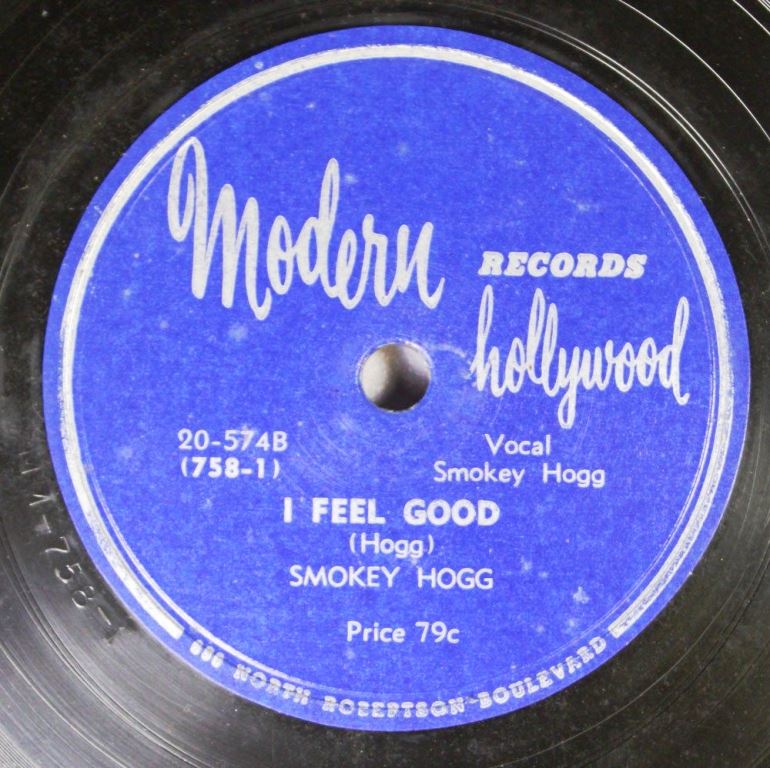 Modern RECORDS
hollywood
20-574B
(758-1)
Vocal
Smokey Hogg
I FEEL GOOD
(Hogg)
SMOKEY HOGG
Price 79c
NORTH ROBERTSON BOULEVARD